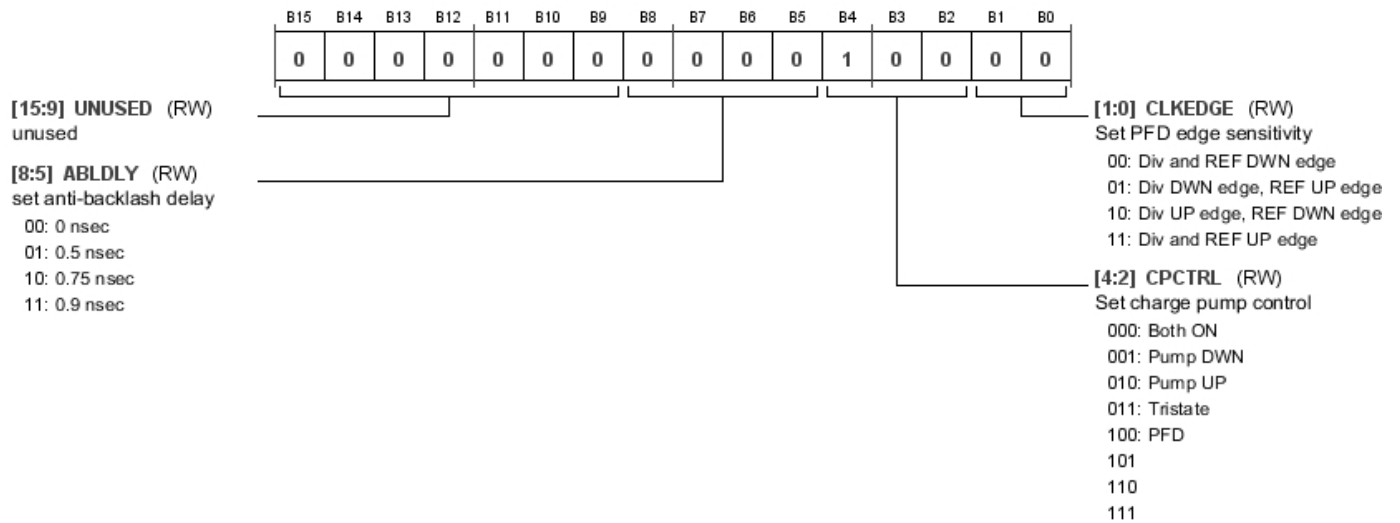 B15 B14 B13 B12 B11 B10 B9 B8 B7 B6 B5 B4 B3 B2 B1 B0
0 0 0 0 0 0 0 0 0 0 0 1 0 0 0 0
[15:9] UNUSED (RW)
unused
[8:5] ABLDLY (RW)
set anti-backlash delay
00: 0 nsec
01: 0.5 nsec
10: 0.75 nsec
11: 0.9 nsec
[1:0] CLKEDGE (RW)
Set PFD edge sensitivity
00: Div and REF DWN edge
01: Div DWN edge, REF UP edge
10: Div UP edge, REF DWN edge
11: Div and REF UP edge
[4:2] CPCTRL (RW)
Set charge pump control
000: Both ON
001: Pump DWN
010: Pump UP
011: Tristate
100: PFD
101
110
111